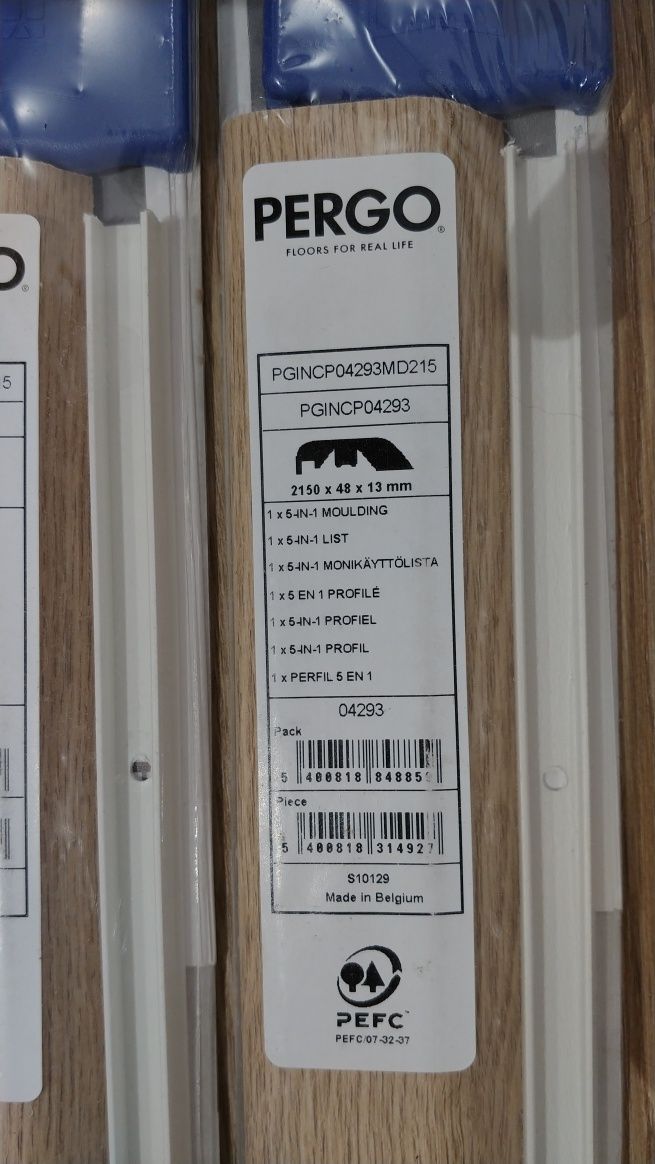 PERGO®
FLOORS FOR REAL LIFE
PGINCP04293MD215
PGINCP04293
2150 x 48 x 13 mm
1 x 5-IN-1 MOULDING
1 x 5-IN-1 LIST
1 x 5-IN-1 MONIKÄYTTÖLISTA
1 x 5 EN 1 PROFILÉ
1 x 5-IN-1 PROFIEL
1 x 5-IN-1 PROFIL
1 x PERFIL 5 EN 1
04293
Pack
5 400818 848859
Piece
5 400818 314927
S10129
Made in Belgium
PEFC™
PEFC/07-32-37
O®
5